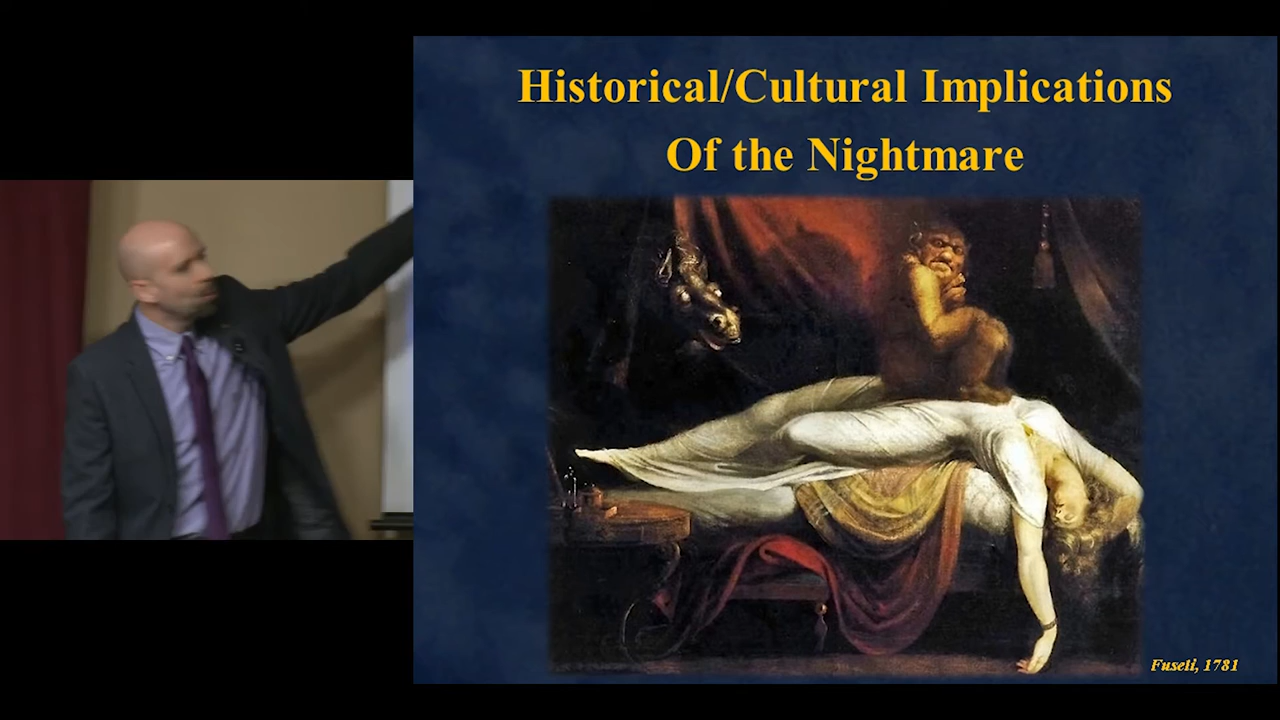 Historical/Cultural Implications
Of the Nightmare
Fuseli, 1781